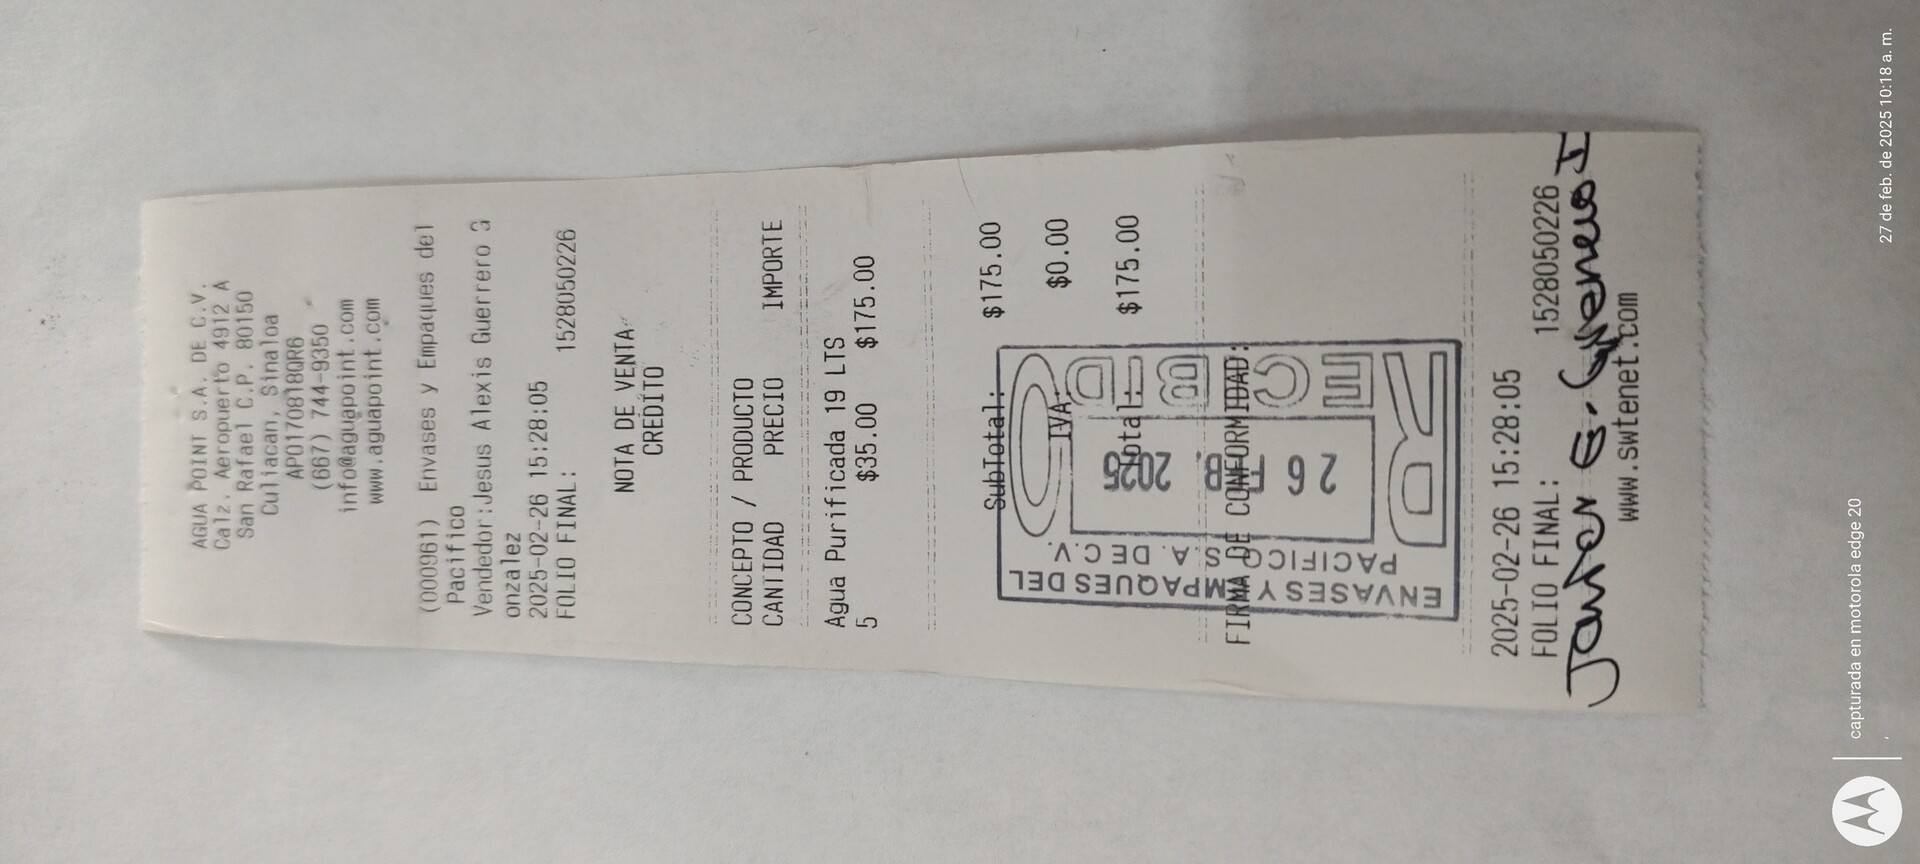 AGUA POINT S.A. DE C.V.
Calz. Aeropuerto 4912 A
San Rafael C.P. 80150
Culiacan, Sinaloa
APO170818QR6
(667) 744-9350
info@aguapoint.com
www.aguapoint.com
(000961) Envases y Empaques del
Pacifico
Vendedor:Jesus Alexis Guerrero G
onzalez
2025-02-26 15:28:05
FOLIO FINAL: 1528050226
NOTA DE VENTA
CREDITO
CONCEPTO / PRODUCTO
CANTIDAD PRECIO IMPORTE
Agua Purificada 19 LTS
5 $35.00 $175.00
SubTotal: $175.00
IVA: $0.00
Total: $175.00
FIRMA DE CONFORMIDAD:
ENVASES Y EMPAQUES DEL
PACIFICO S.A. DE C.V.
RECIBIDO
26 FEB. 2025
2025-02-26 15:28:05
FOLIO FINAL: 1528050226
www.swtenet.com
capturada en motorola edge 20
27 de feb. de 2025 10:18 a. m.